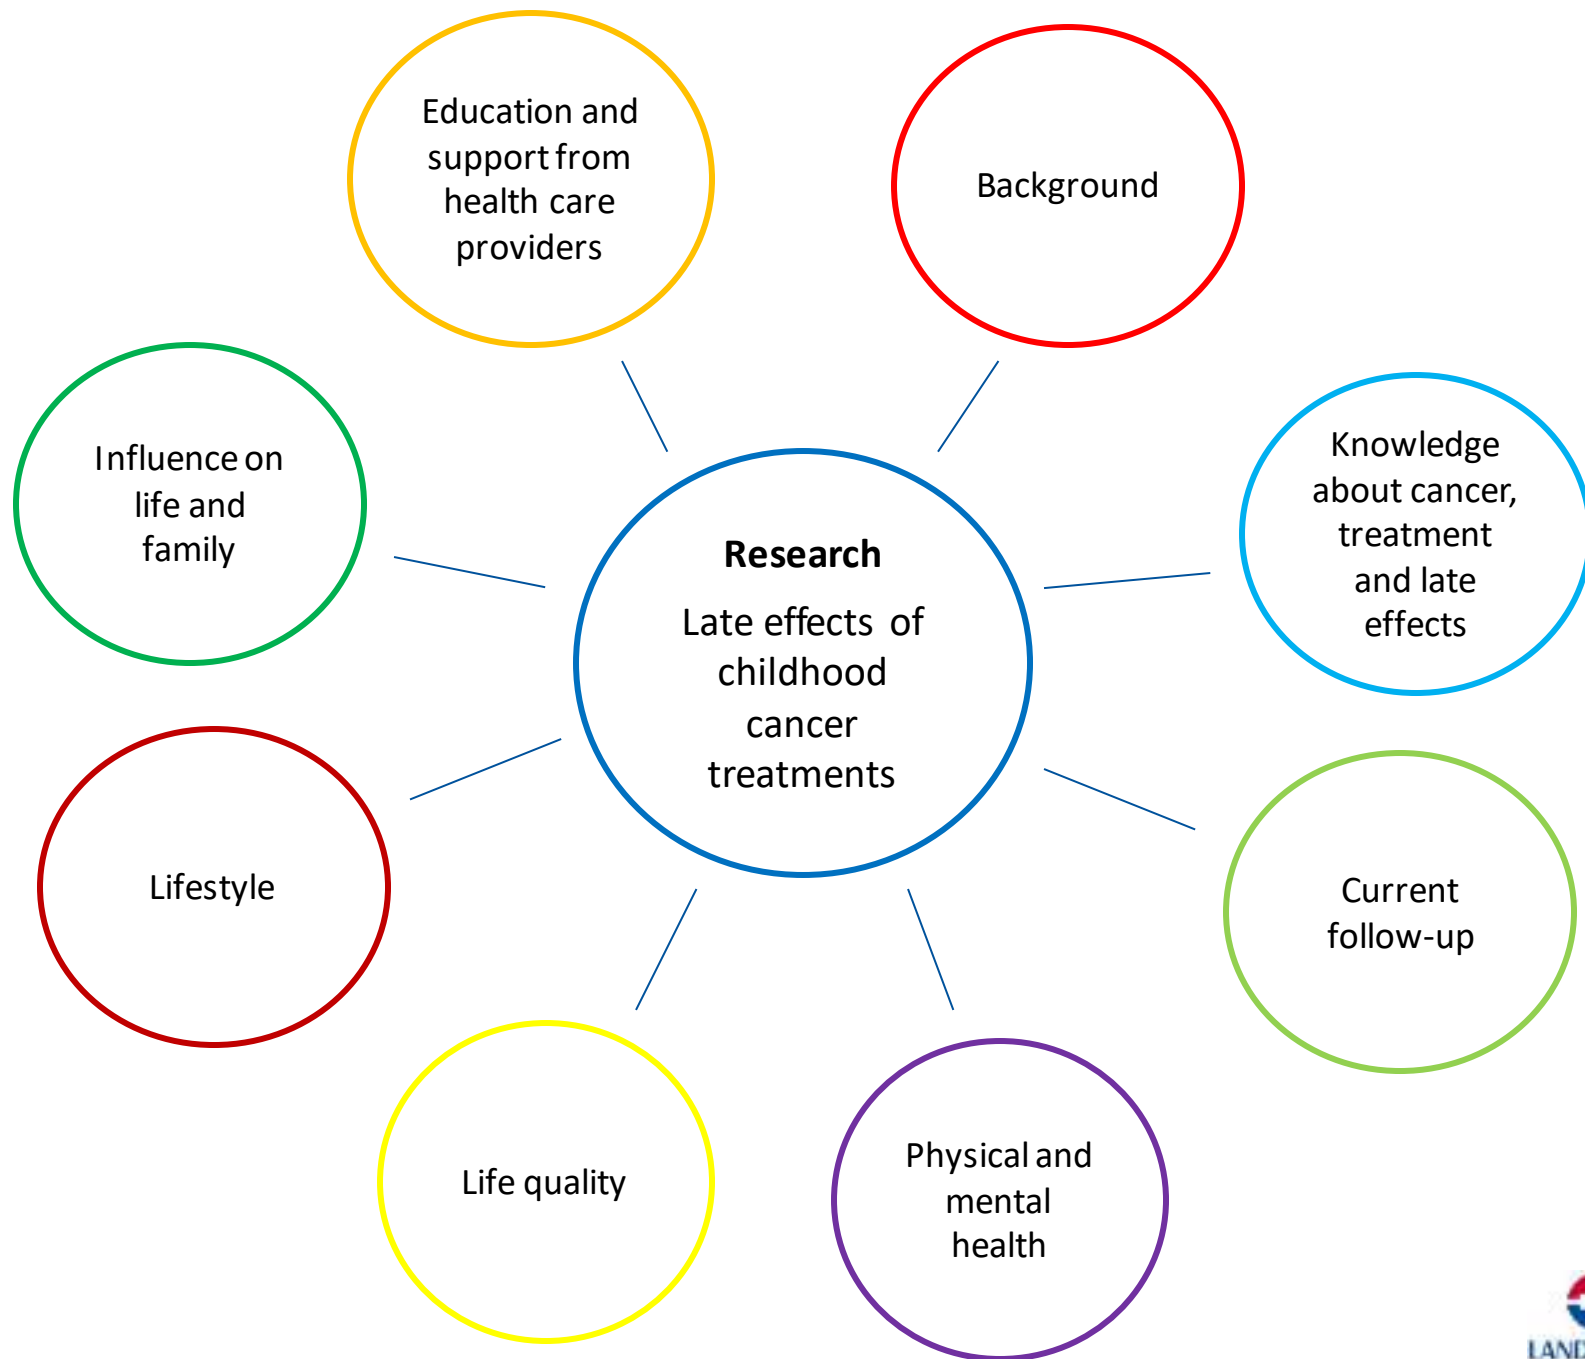 Education and
support from
health care
providers
Background
Influence on
life and
family
Knowledge
about cancer,
treatment
and late
effects
Research
Late effects of
childhood
cancer
treatments
Lifestyle
Current
follow-up
Life quality
Physical and
mental
health